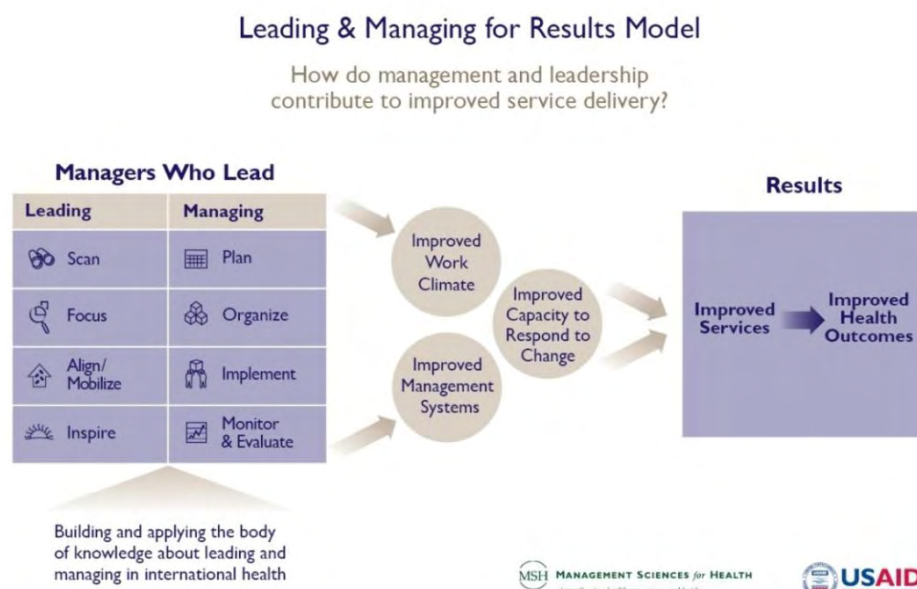 Leading & Managing for Results Model
How do management and leadership
contribute to improved service delivery?
Managers Who Lead
Leading
Managing
Scan
Plan
Focus
Organize
Align/
Mobilize
Implement
Inspire
Monitor
& Evaluate
Building and applying the body
of knowledge about leading and
managing in international health
Improved
Work
Climate
Improved
Management
Systems
Improved
Capacity to
Respond to
Change
Results
Improved
Services
Improved
Health
Outcomes
MSH MANAGEMENT SCIENCES for HEALTH
USAID